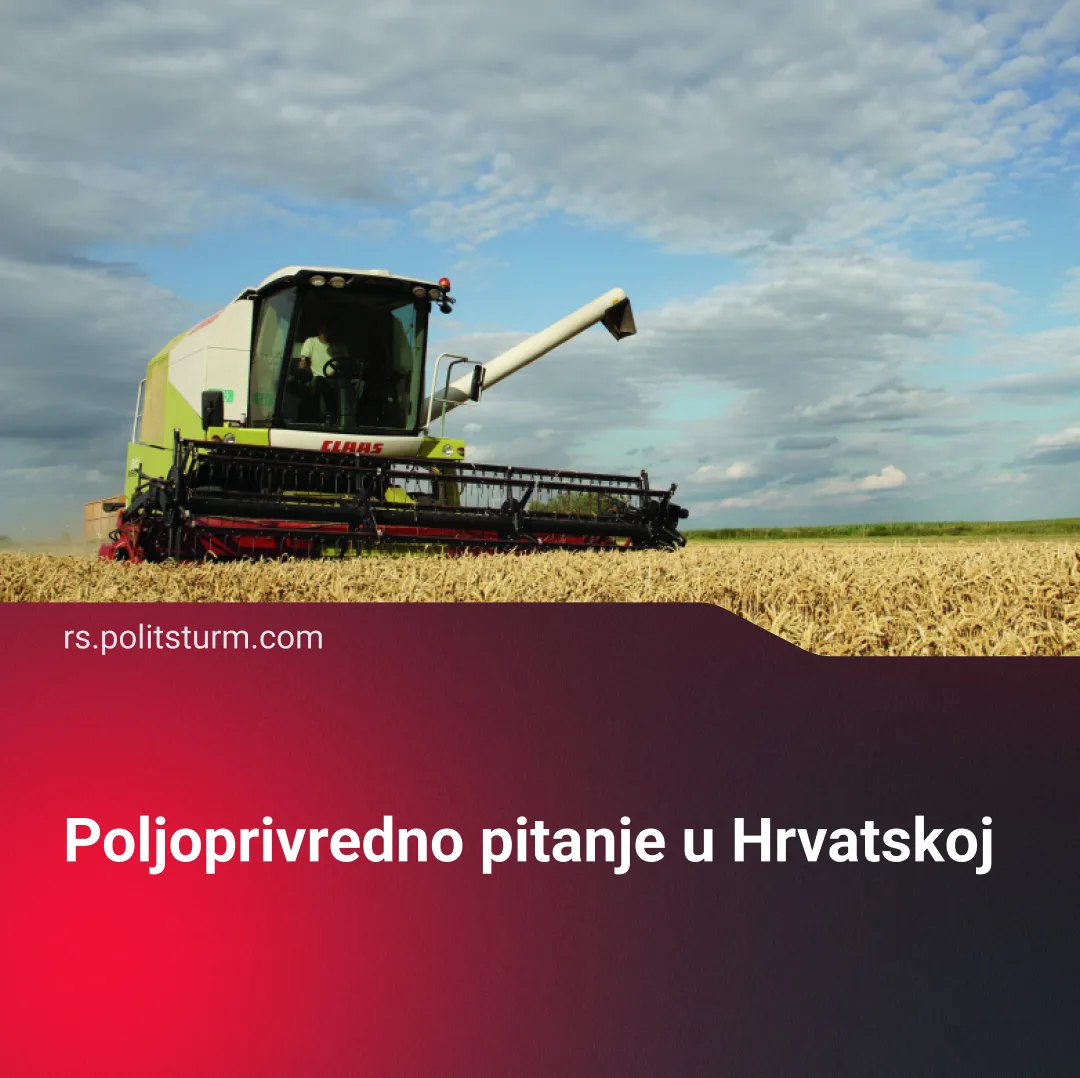 CLAAS
rs.politsturm.com
Poljoprivredno pitanje u Hrvatskoj